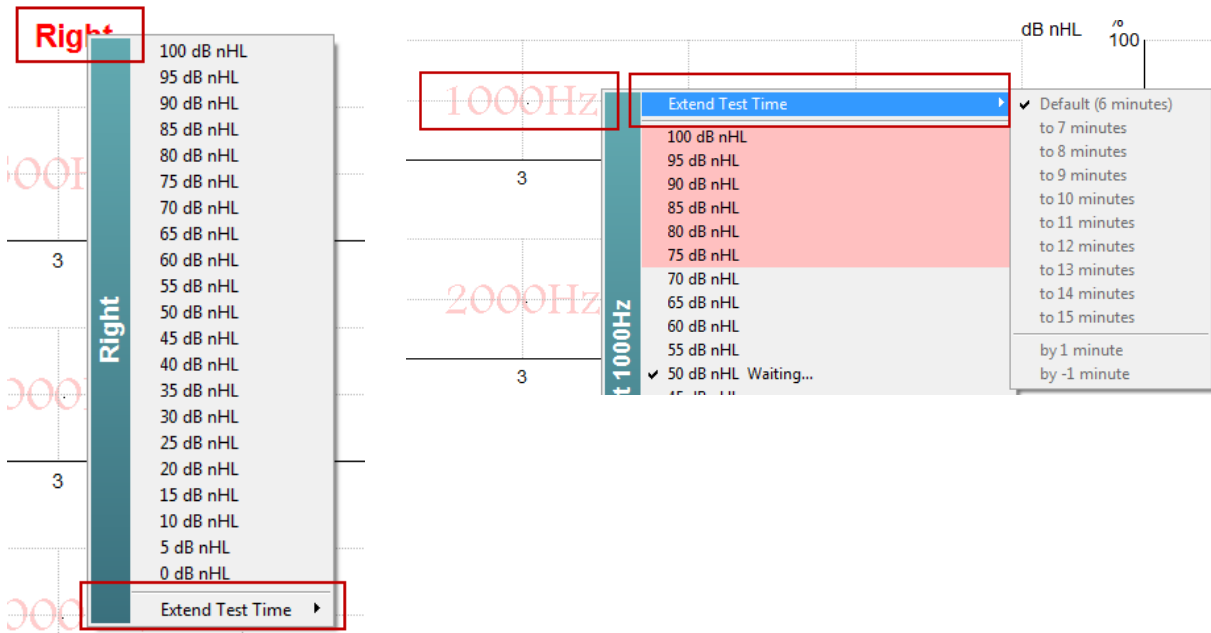 Right
100 dB nHL
95 dB nHL
90 dB nHL
85 dB nHL
80 dB nHL
75 dB nHL
70 dB nHL
65 dB nHL
60 dB nHL
55 dB nHL
50 dB nHL
45 dB nHL
40 dB nHL
35 dB nHL
30 dB nHL
25 dB nHL
20 dB nHL
15 dB nHL
10 dB nHL
5 dB nHL
0 dB nHL
Extend Test Time
Right
3
3
dB nHL
%
100
1000Hz
3
2000Hz
3
1000Hz
Extend Test Time
100 dB nHL
95 dB nHL
90 dB nHL
85 dB nHL
80 dB nHL
75 dB nHL
70 dB nHL
65 dB nHL
60 dB nHL
55 dB nHL
50 dB nHL Waiting...
Default (6 minutes)
to 7 minutes
to 8 minutes
to 9 minutes
to 10 minutes
to 11 minutes
to 12 minutes
to 13 minutes
to 14 minutes
to 15 minutes
by 1 minute
by -1 minute